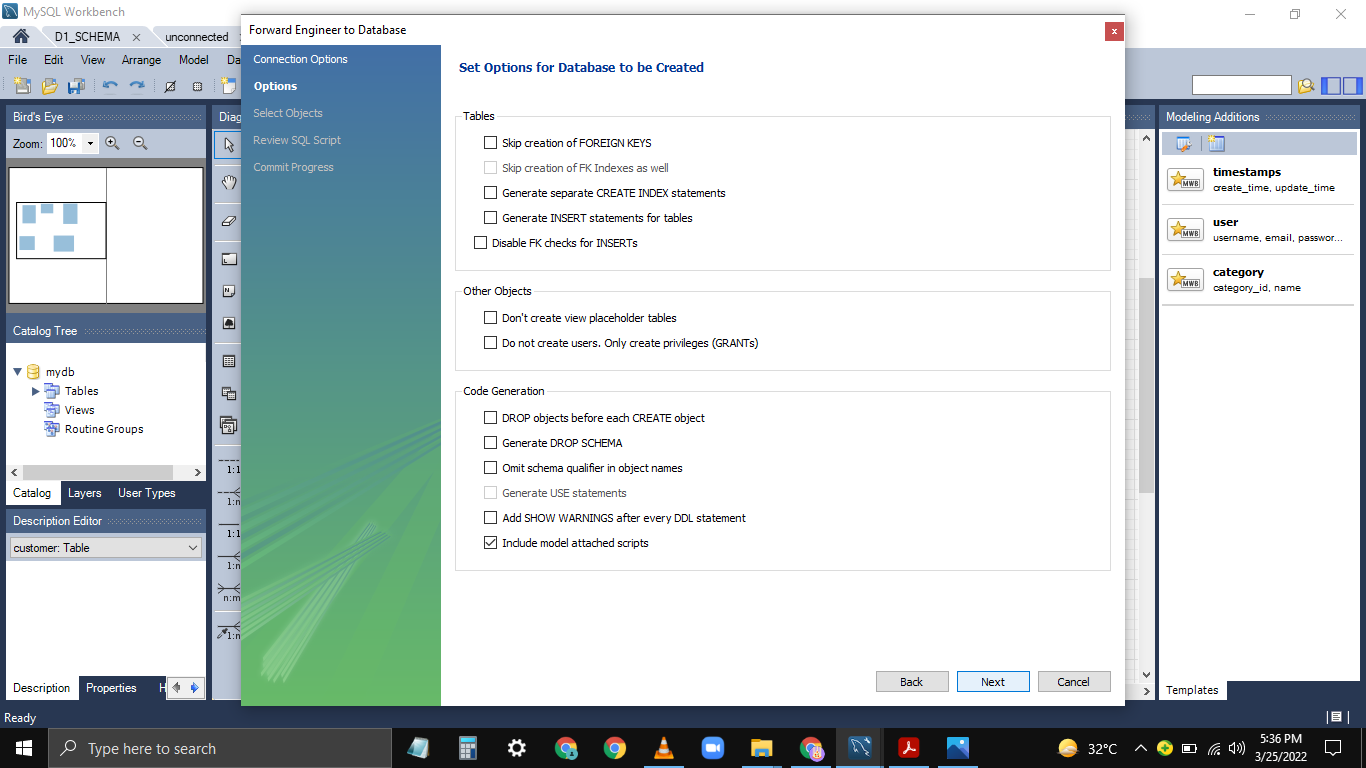 MySQL Workbench
D1_SCHEMA
unconnected
File Edit View Arrange Model Da
Bird's Eye
Zoom: 100%
Catalog Tree
mydb
Tables
Views
Routine Groups
Catalog Layers User Types
Description Editor
customer: Table
Description Properties H
Ready
Diag
1:1
1:n
1:1
1:n
n:m
1:n
Forward Engineer to Database
x
Connection Options
Options
Select Objects
Review SQL Script
Commit Progress
Set Options for Database to be Created
Tables
Skip creation of FOREIGN KEYS
Skip creation of FK Indexes as well
Generate separate CREATE INDEX statements
Generate INSERT statements for tables
Disable FK checks for INSERTs
Other Objects
Don't create view placeholder tables
Do not create users. Only create privileges (GRANTs)
Code Generation
DROP objects before each CREATE object
Generate DROP SCHEMA
Omit schema qualifier in object names
Generate USE statements
Add SHOW WARNINGS after every DDL statement
Include model attached scripts
Back Next Cancel
Modeling Additions
timestamps
create_time, update_time
user
username, email, passwor...
category
category_id, name
MWB
MWB
MWB
Templates
Type here to search
32°C
5:36 PM
3/25/2022